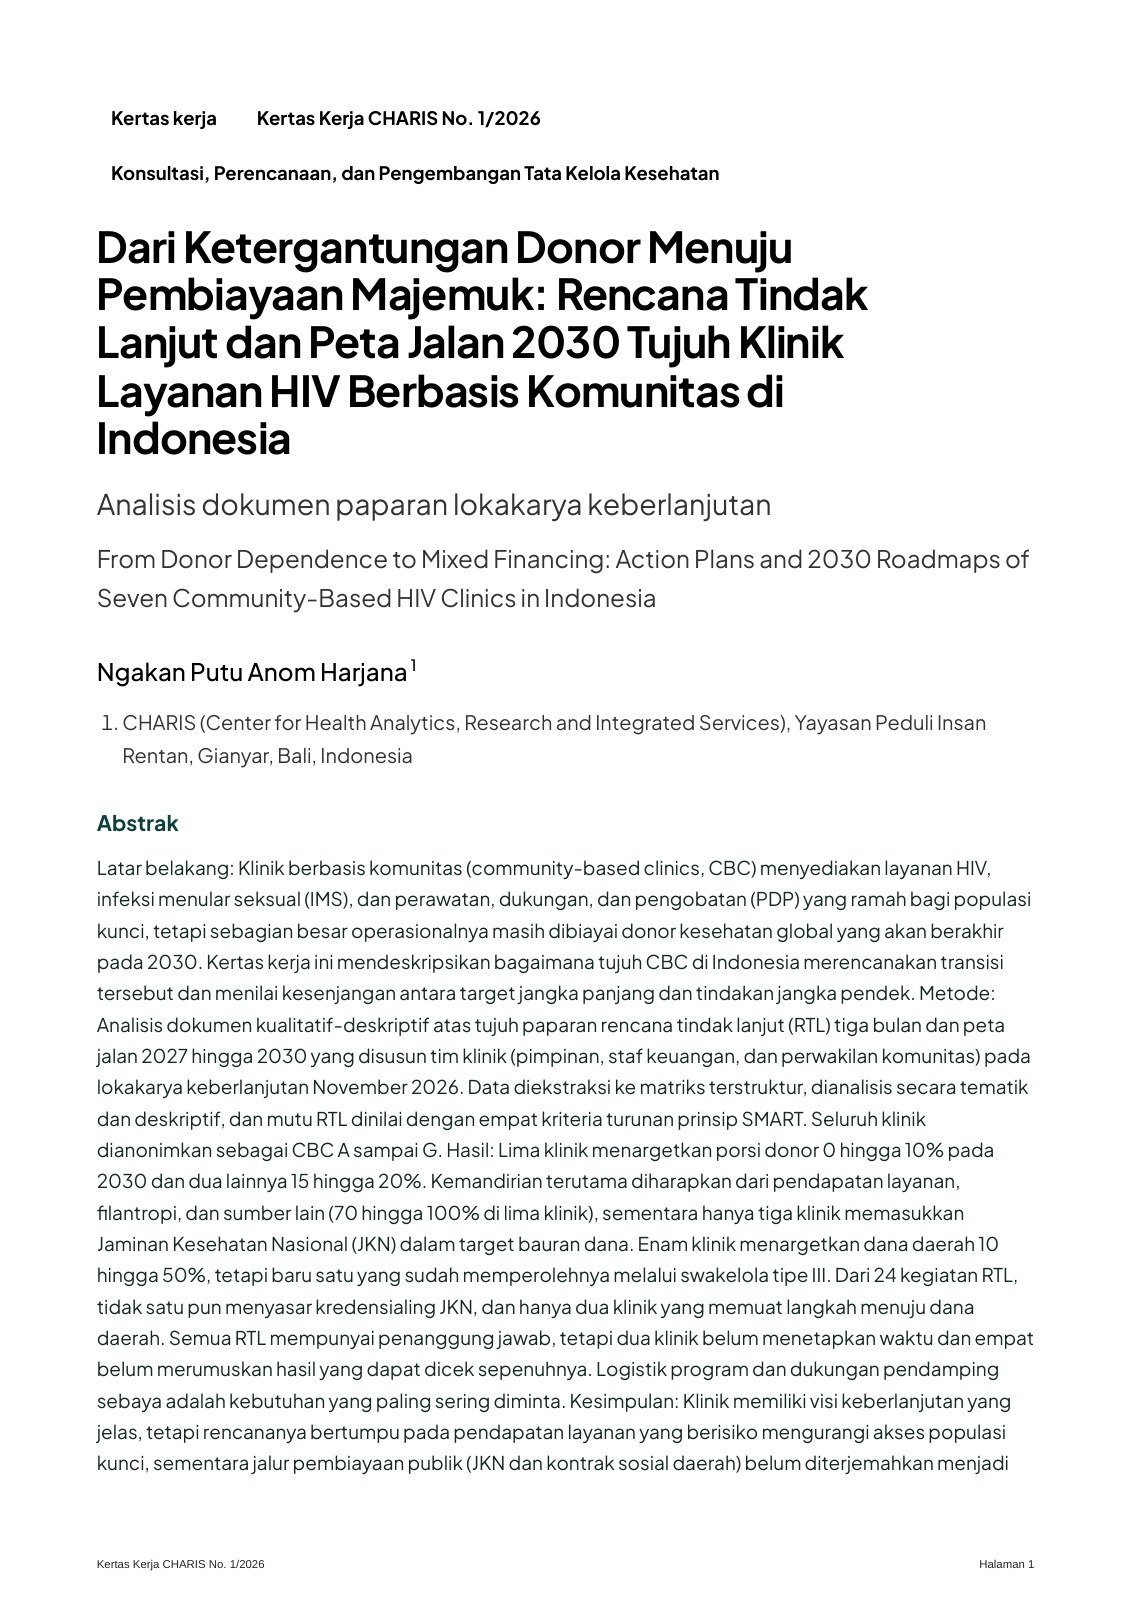 Kertas kerja Kertas Kerja CHARIS No. 1/2026
Konsultasi, Perencanaan, dan Pengembangan Tata Kelola Kesehatan
Dari Ketergantungan Donor Menuju
Pembiayaan Majemuk: Rencana Tindak
Lanjut dan Peta Jalan 2030 Tujuh Klinik
Layanan HIV Berbasis Komunitas di
Indonesia
Analisis dokumen paparan lokakarya keberlanjutan
From Donor Dependence to Mixed Financing: Action Plans and 2030 Roadmaps of
Seven Community-Based HIV Clinics in Indonesia
Ngakan Putu Anom Harjana 1
1. CHARIS (Center for Health Analytics, Research and Integrated Services), Yayasan Peduli Insan
Rentan, Gianyar, Bali, Indonesia
Abstrak
Latar belakang: Klinik berbasis komunitas (community-based clinics, CBC) menyediakan layanan HIV,
infeksi menular seksual (IMS), dan perawatan, dukungan, dan pengobatan (PDP) yang ramah bagi populasi
kunci, tetapi sebagian besar operasionalnya masih dibiayai donor kesehatan global yang akan berakhir
pada 2030. Kertas kerja ini mendeskripsikan bagaimana tujuh CBC di Indonesia merencanakan transisi
tersebut dan menilai kesenjangan antara target jangka panjang dan tindakan jangka pendek. Metode:
Analisis dokumen kualitatif-deskriptif atas tujuh paparan rencana tindak lanjut (RTL) tiga bulan dan peta
jalan 2027 hingga 2030 yang disusun tim klinik (pimpinan, staf keuangan, dan perwakilan komunitas) pada
lokakarya keberlanjutan November 2026. Data diekstraksi ke matriks terstruktur, dianalisis secara tematik
dan deskriptif, dan mutu RTL dinilai dengan empat kriteria turunan prinsip SMART. Seluruh klinik
dianonimkan sebagai CBC A sampai G. Hasil: Lima klinik menargetkan porsi donor 0 hingga 10% pada
2030 dan dua lainnya 15 hingga 20%. Kemandirian terutama diharapkan dari pendapatan layanan,
filantropi, dan sumber lain (70 hingga 100% di lima klinik), sementara hanya tiga klinik memasukkan
Jaminan Kesehatan Nasional (JKN) dalam target bauran dana. Enam klinik menargetkan dana daerah 10
hingga 50%, tetapi baru satu yang sudah memperolehnya melalui swakelola tipe III. Dari 24 kegiatan RTL,
tidak satu pun menyasar kredensialing JKN, dan hanya dua klinik yang memuat langkah menuju dana
daerah. Semua RTL mempunyai penanggung jawab, tetapi dua klinik belum menetapkan waktu dan empat
belum merumuskan hasil yang dapat dicek sepenuhnya. Logistik program dan dukungan pendamping
sebaya adalah kebutuhan yang paling sering diminta. Kesimpulan: Klinik memiliki visi keberlanjutan yang
jelas, tetapi rencananya bertumpu pada pendapatan layanan yang berisiko mengurangi akses populasi
kunci, sementara jalur pembiayaan publik (JKN dan kontrak sosial daerah) belum diterjemahkan menjadi
Kertas Kerja CHARIS No. 1/2026
Halaman 1